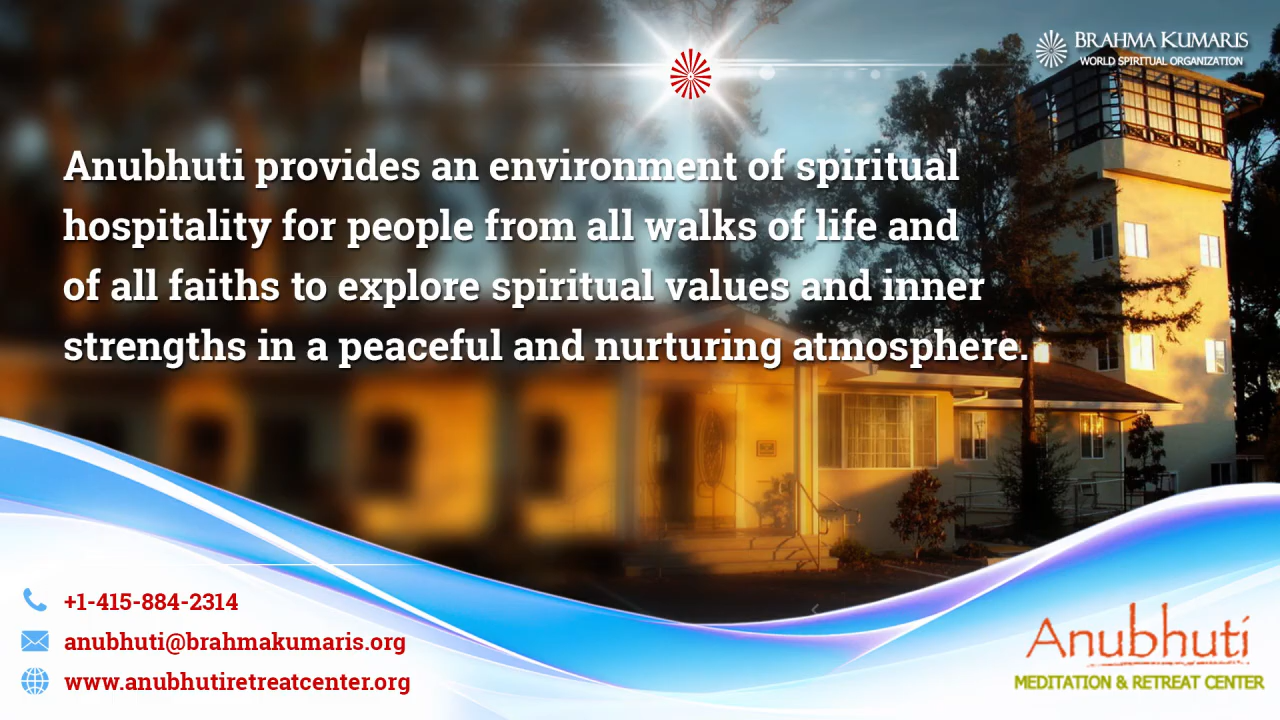 BRAHMA KUMARIS
WORLD SPIRITUAL ORGANIZATION
Anubhuti provides an environment of spiritual
hospitality for people from all walks of life and
of all faiths to explore spiritual values and inner
strengths in a peaceful and nurturing atmosphere.
+1-415-884-2314
anubhuti@brahmakumaris.org
www.anubhutiretreatcenter.org
Anubhuti
MEDITATION & RETREAT CENTER